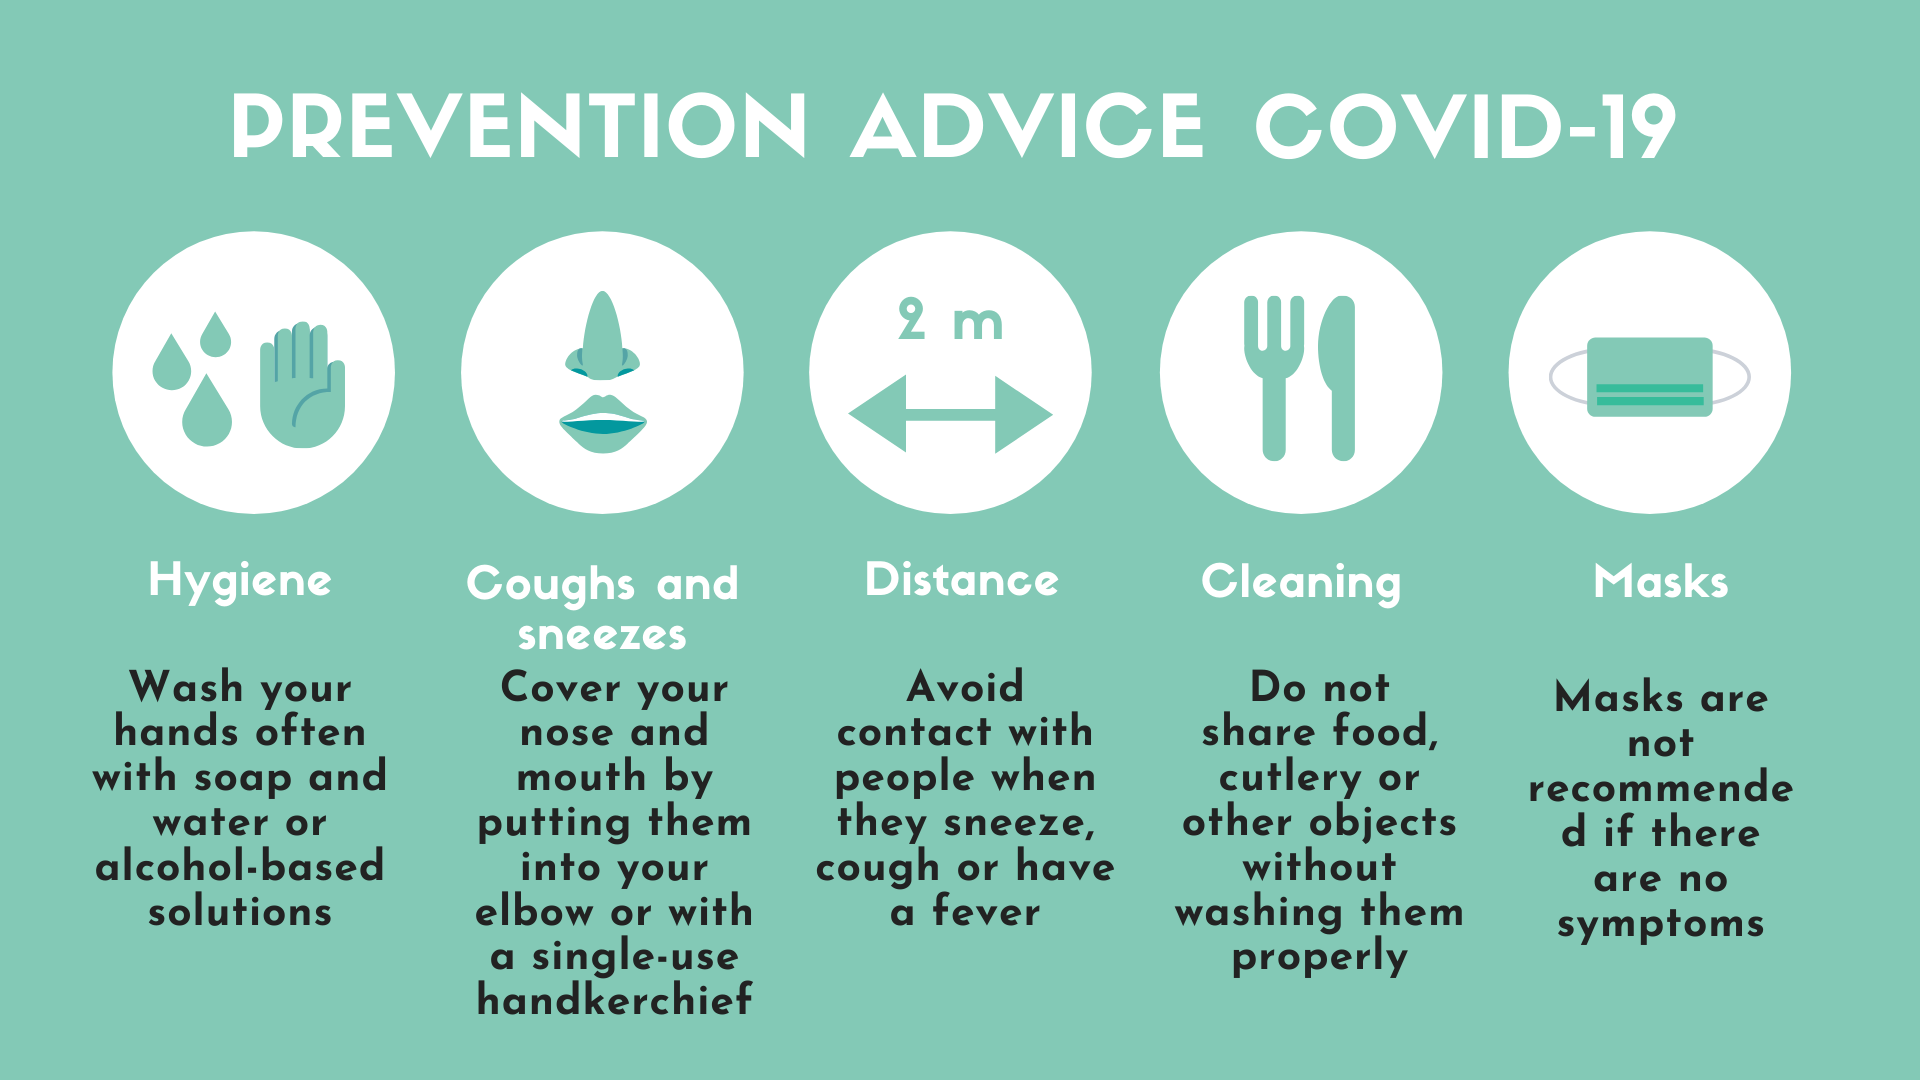 PREVENTION ADVICE COVID-19
2 m
Hygiene
Wash your
hands often
with soap and
water or
alcohol-based
solutions
Coughs and
sneezes
Cover your
nose and
mouth by
putting them
into your
elbow or with
a single-use
handkerchief
Distance
Avoid
contact with
people when
they sneeze,
cough or have
a fever
Cleaning
Do not
share food,
cutlery or
other objects
without
washing them
properly
Masks
Masks are
not
recommende
d if there
are no
symptoms